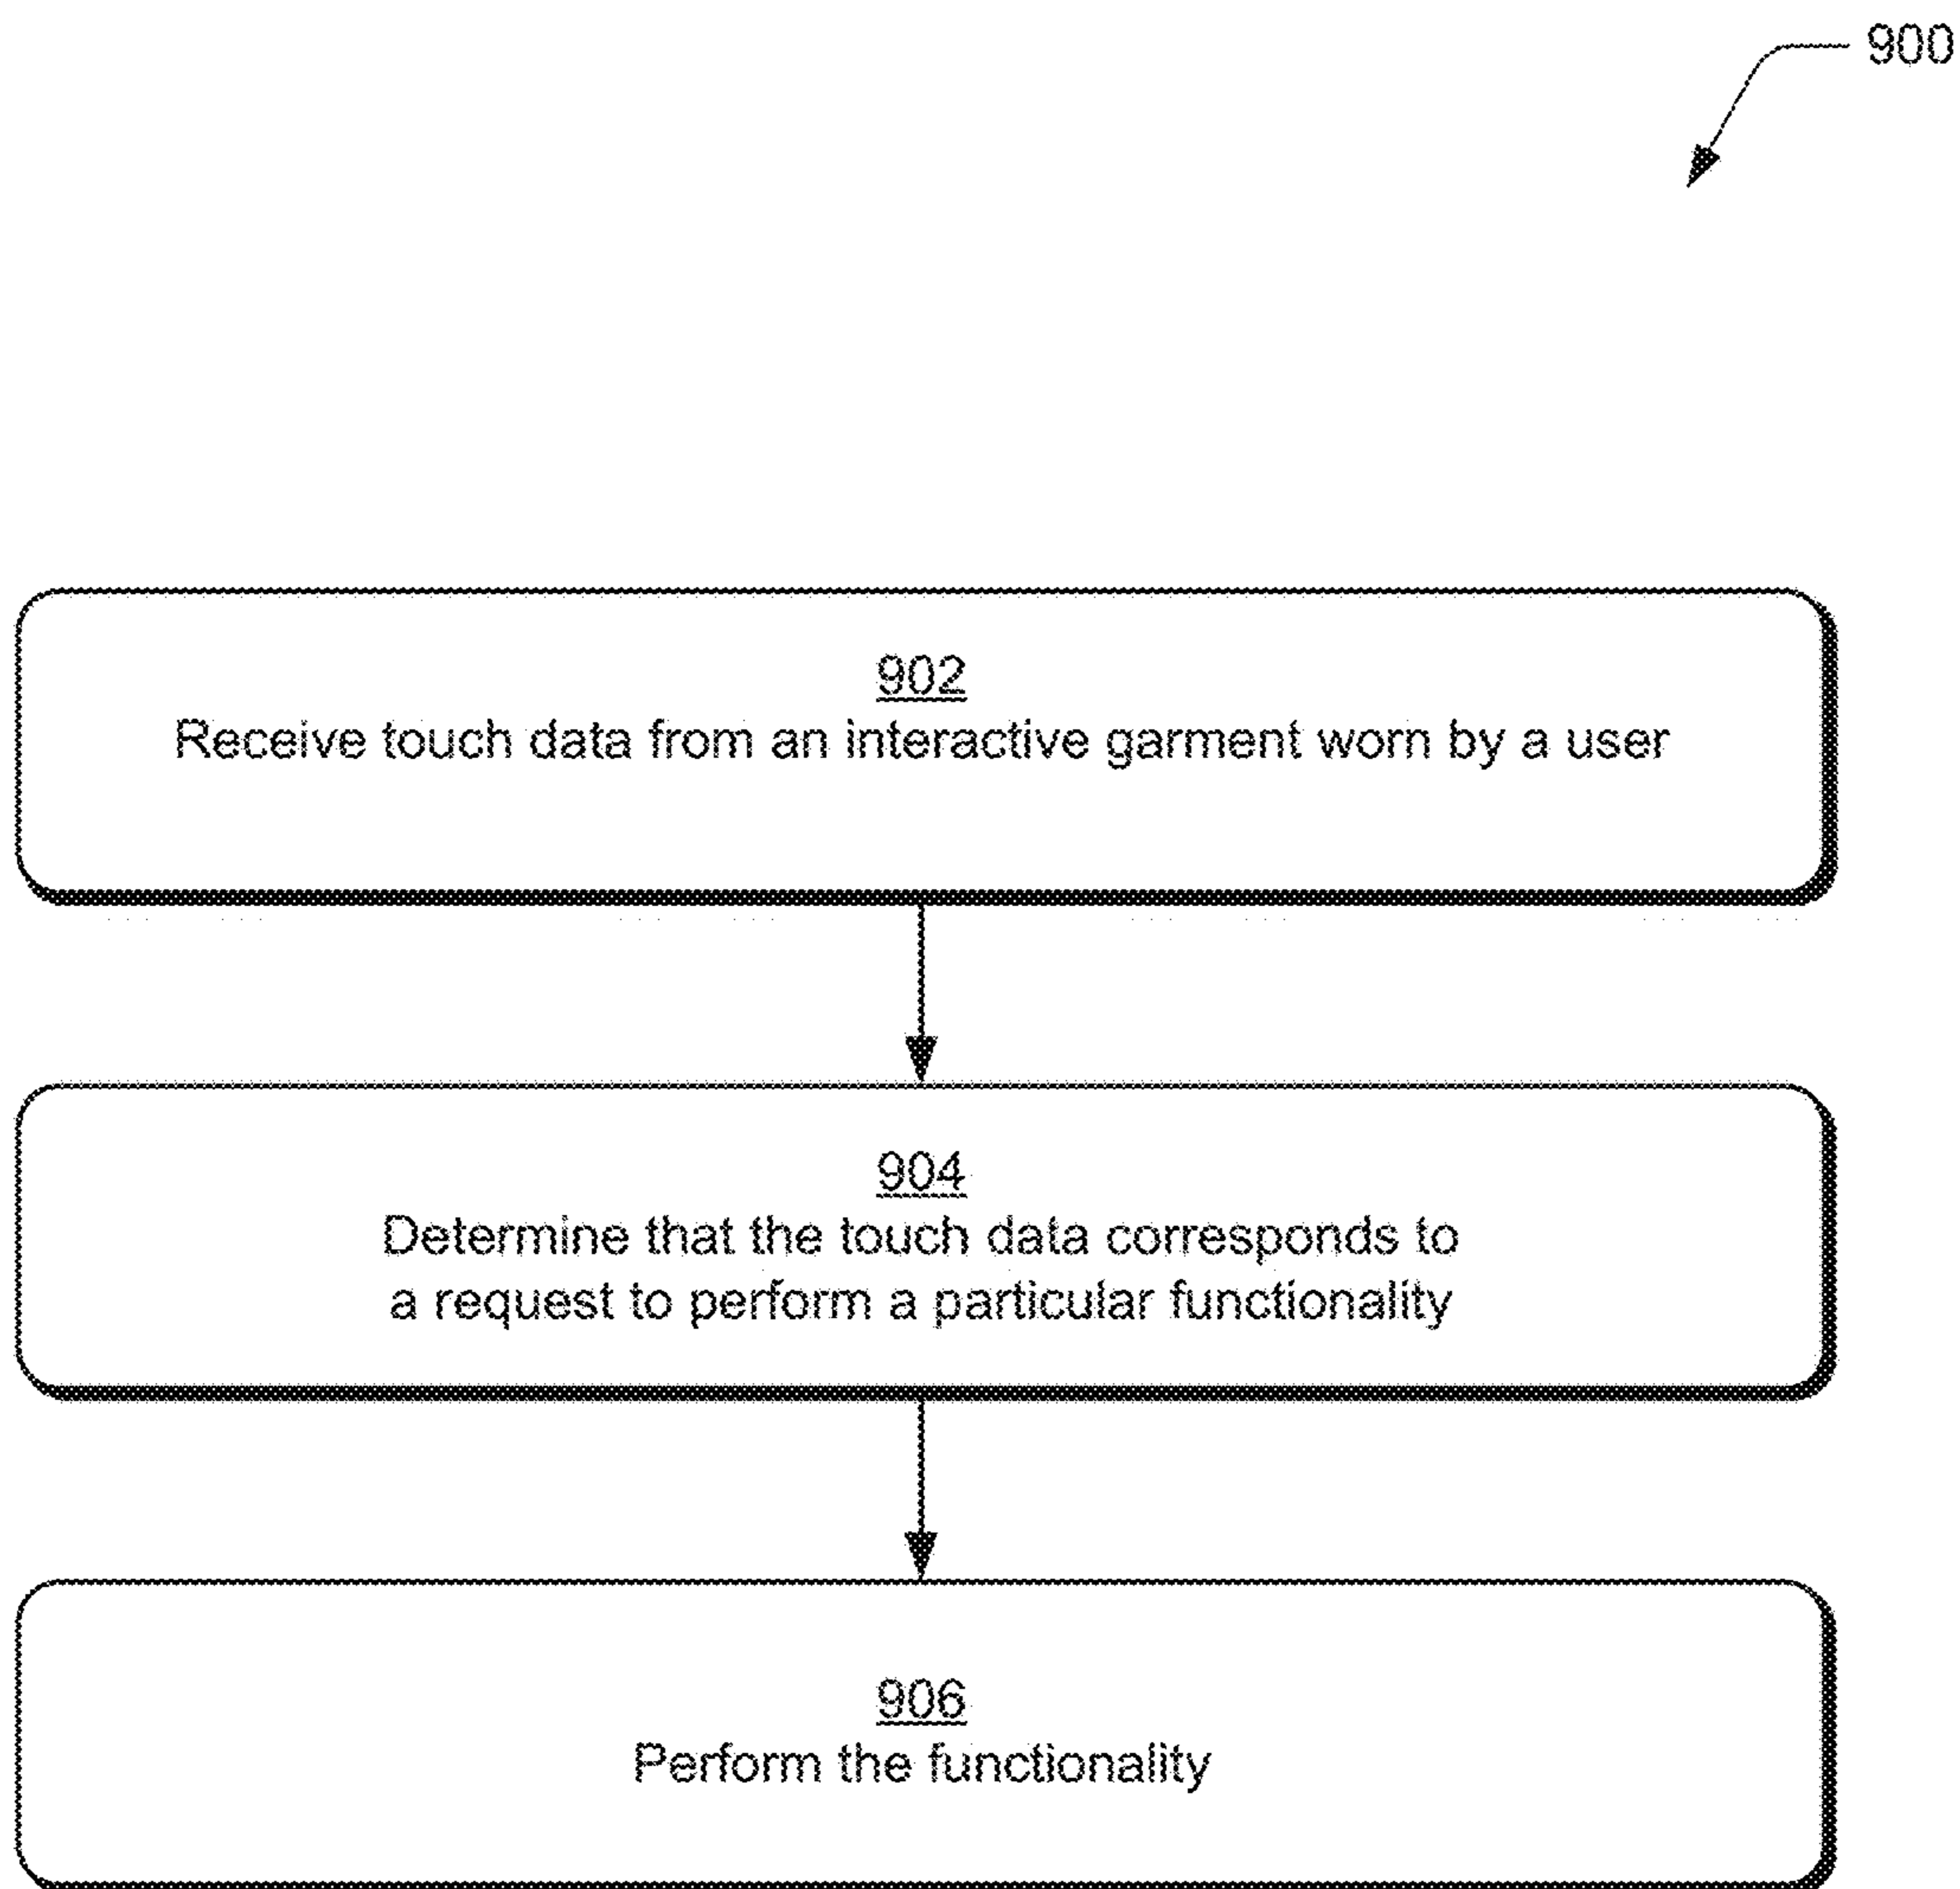 900
902
Receive touch data from an interactive garment worn by a user
904
Determine that the touch data corresponds to
a request to perform a particular functionality
906
Perform the functionality